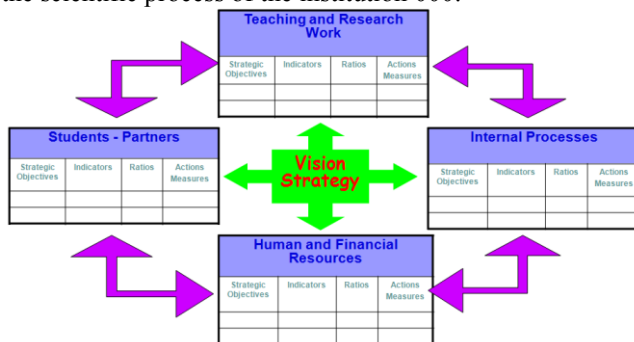 the scientific process of the institution 000.
Teaching and Research
Work
Strategic Objectives Indicators Ratios Actions Measures
Students - Partners
Strategic Objectives Indicators Ratios Actions Measures
Vision
Strategy
Internal Processes
Strategic Objectives Indicators Ratios Actions Measures
Human and Financial
Resources
Strategic Objectives Indicators Ratios Actions Measures